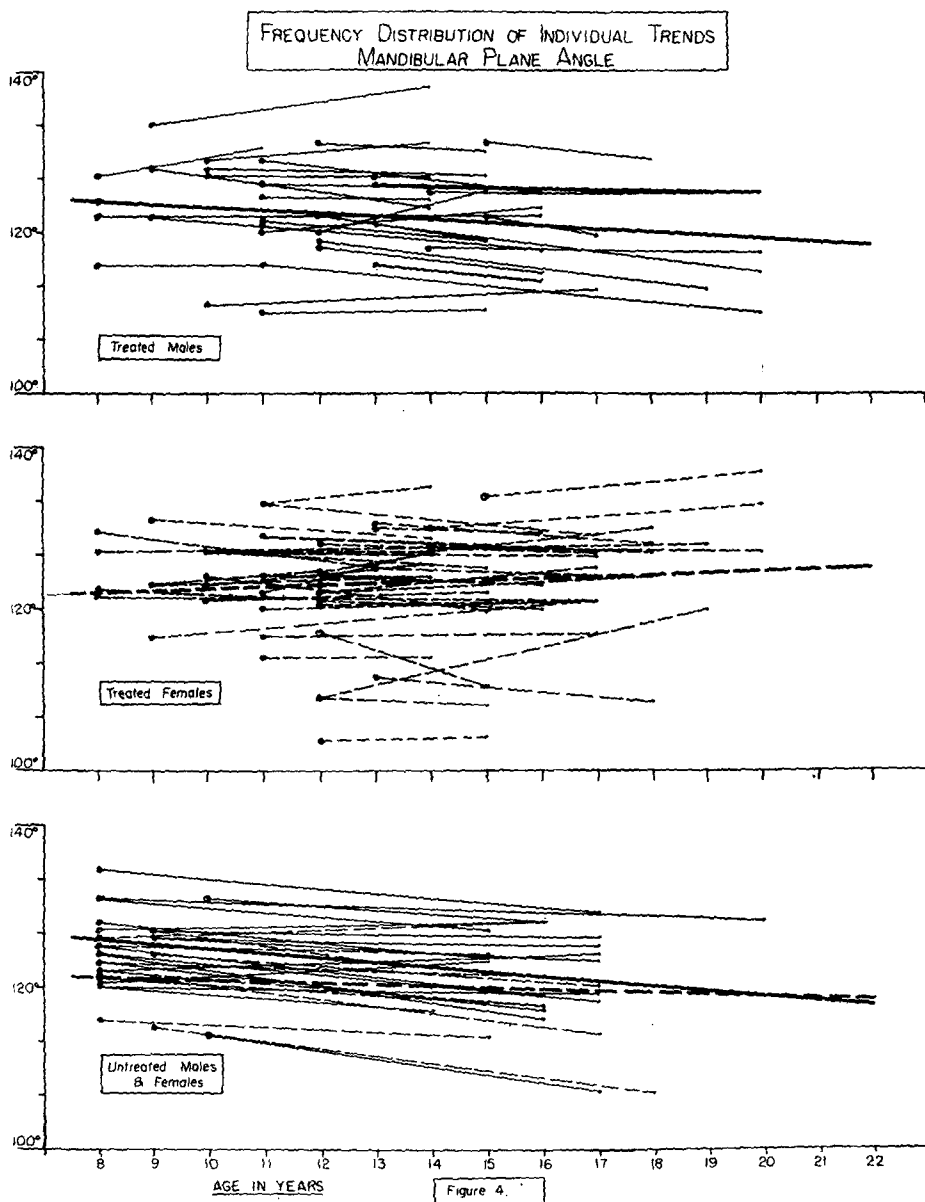 FREQUENCY DISTRIBUTION OF INDIVIDUAL TRENDS
MANDIBULAR PLANE ANGLE
140°
120°
100°
Treated Males
140°
120°
100°
Treated Females
140°
120°
100°
Untreated Males
& Females
8 9 10 11 12 13 14 15 16 17 18 19 20 21 22
AGE IN YEARS
Figure 4.